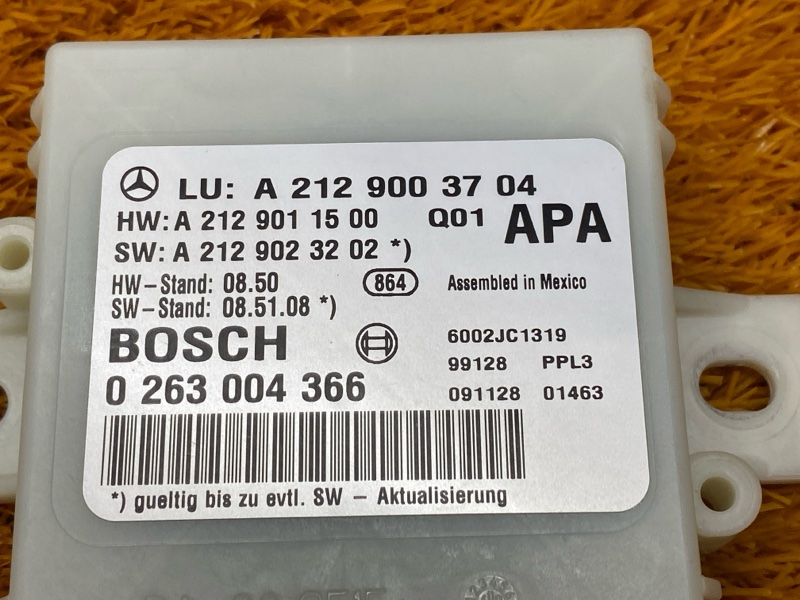 LU: A 212 900 37 04
HW: A 212 901 15 00 Q01 APA
SW: A 212 902 32 02 *)
HW-Stand: 08.50 864 Assembled in Mexico
SW-Stand: 08.51.08 *)
BOSCH 6002JC1319
99128 PPL3
0 263 004 366 091128 01463
*) gueltig bis zu evtl. SW - Aktualisierung